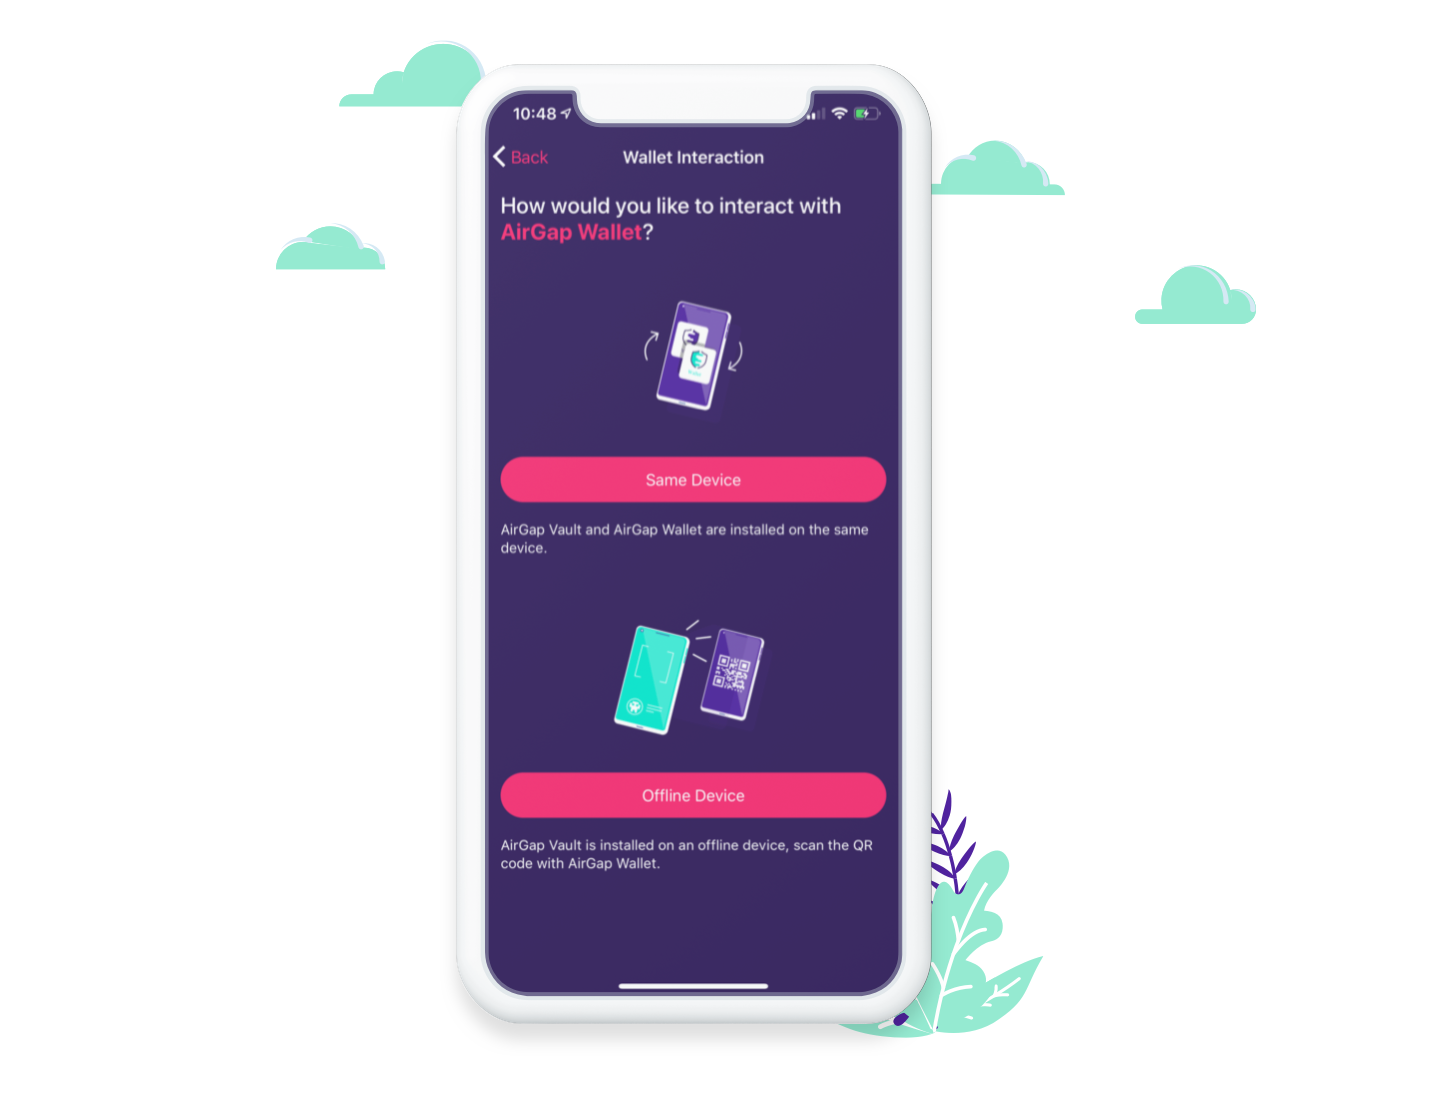 10:48
Back
Wallet Interaction
How would you like to interact with
AirGap Wallet?
Same Device
AirGap Vault and AirGap Wallet are installed on the same
device.
Offline Device
AirGap Vault is installed on an offline device, scan the QR
code with AirGap Wallet.